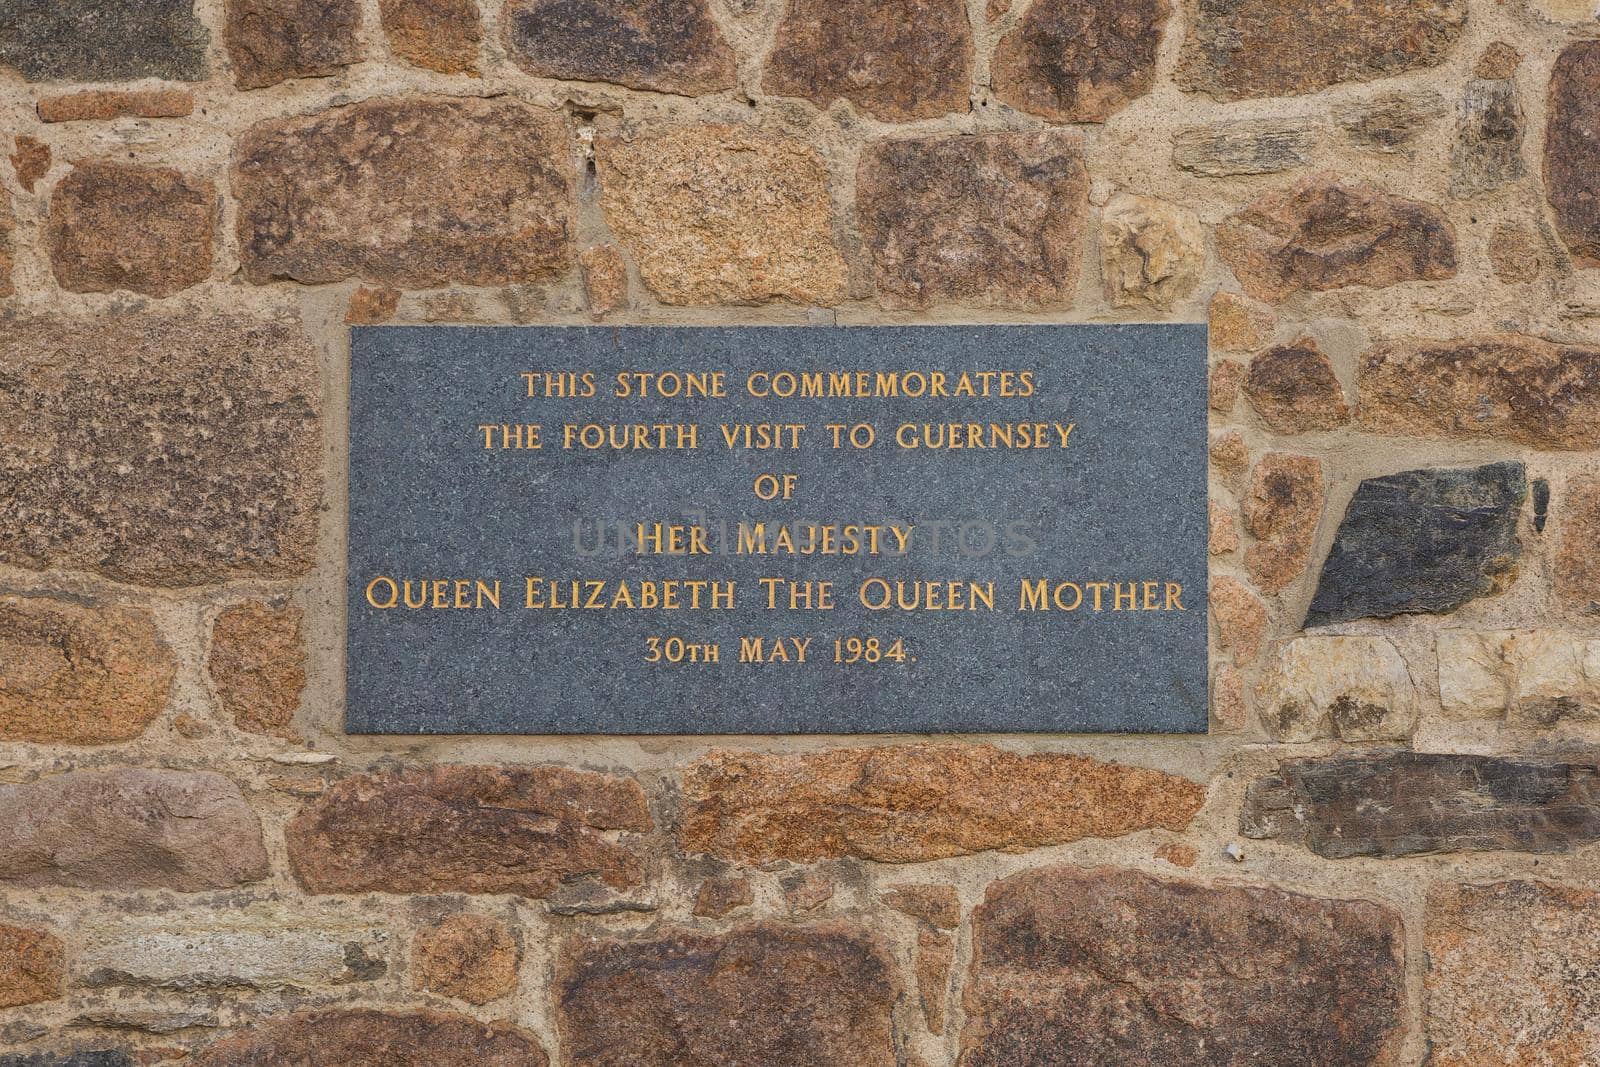 THIS STONE COMMEMORATES
THE FOURTH VISIT TO GUERNSEY
OF
HER MAJESTY
QUEEN ELIZABETH THE QUEEN MOTHER
30TH MAY 1984.
UNLIMPHOTOS